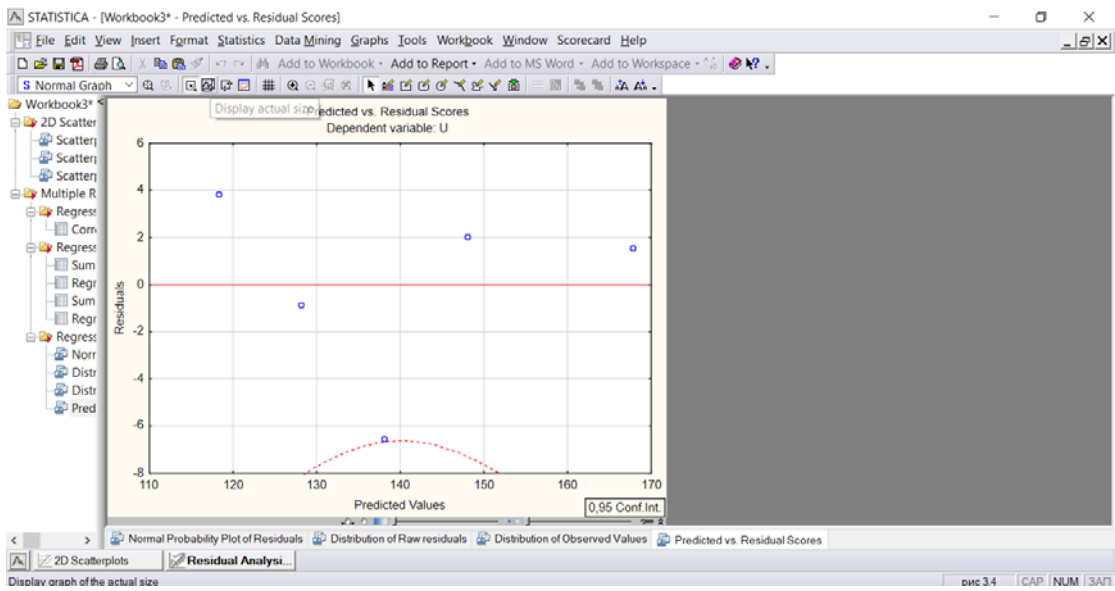 STATISTICA - [Workbook3* - Predicted vs. Residual Scores]
File Edit View Insert Format Statistics Data Mining Graphs Tools Workbook Window Scorecard Help
Add to Workbook Add to Report Add to MS Word Add to Workspace
S Normal Graph
Display actual size
Workbook3*
2D Scatter
Scatterp
Scatterp
Scatterp
Multiple R
Regress
Corre
Regress
Sum
Regr
Sum
Regr
Regress
Norr
Distr
Distr
Pred
edicted vs. Residual Scores
Dependent variable: U
6
4
2
0
-2
-4
-6
-8
Residuals
110 120 130 140 150 160 170
Predicted Values
0,95 Conf.Int.
Normal Probability Plot of Residuals Distribution of Raw residuals Distribution of Observed Values Predicted vs. Residual Scores
2D Scatterplots Residual Analysi...
Display graph of the actual size
рис 3.4 CAP NUM ЗАП